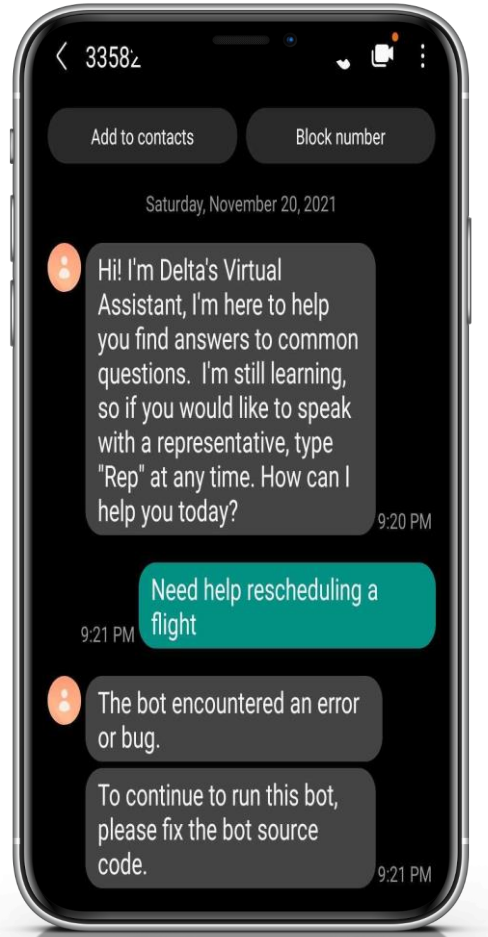 Add to contacts
Block number
Saturday, November 20, 2021
Hi! I'm Delta's Virtual
Assistant, I'm here to help
you find answers to common
questions. I'm still learning,
so if you would like to speak
with a representative, type
"Rep" at any time. How can I
help you today?
9:20 PM
Need help rescheduling a
flight
9:21 PM
The bot encountered an error
or bug.
To continue to run this bot,
please fix the bot source
code.
9:21 PM